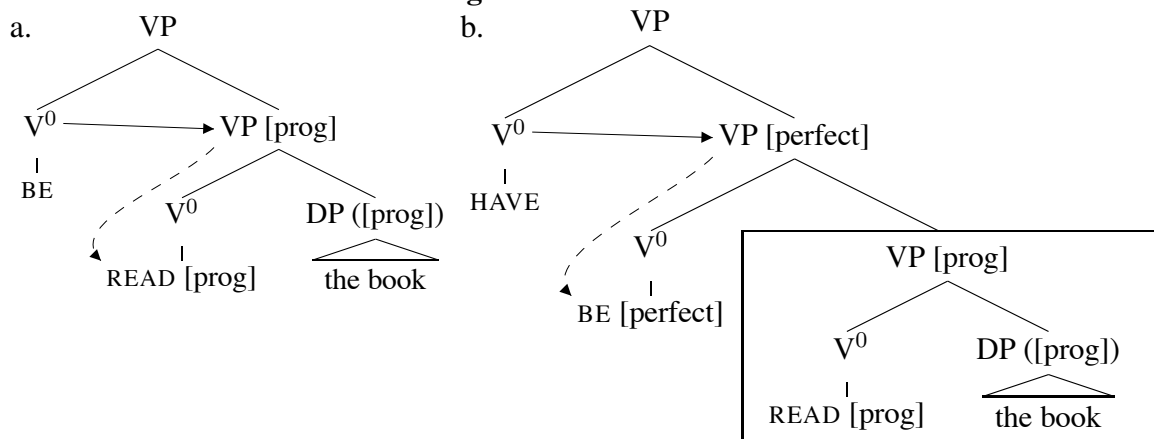 a.
VP
V⁰
VP [prog]
BE
V⁰
DP ([prog])
READ [prog]
the book
b.
VP
V⁰
VP [perfect]
HAVE
V⁰
VP [prog]
BE [perfect]
V⁰
DP ([prog])
READ [prog]
the book